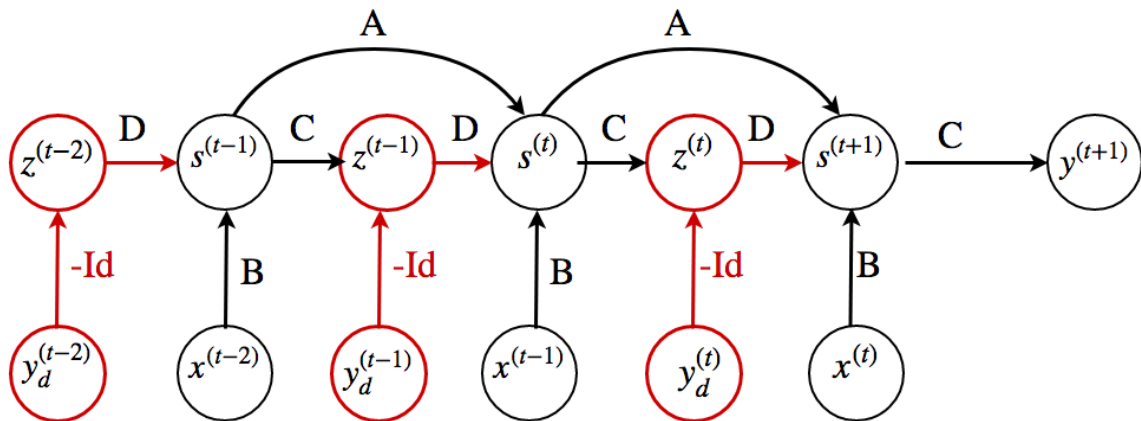 A A
D C D C D C
z^{(t-2)} s^{(t-1)} z^{(t-1)} s^{(t)} z^{(t)} s^{(t+1)} y^{(t+1)}
-Id B -Id B -Id B
y_d^{(t-2)} x^{(t-2)} y_d^{(t-1)} x^{(t-1)} y_d^{(t)} x^{(t)}